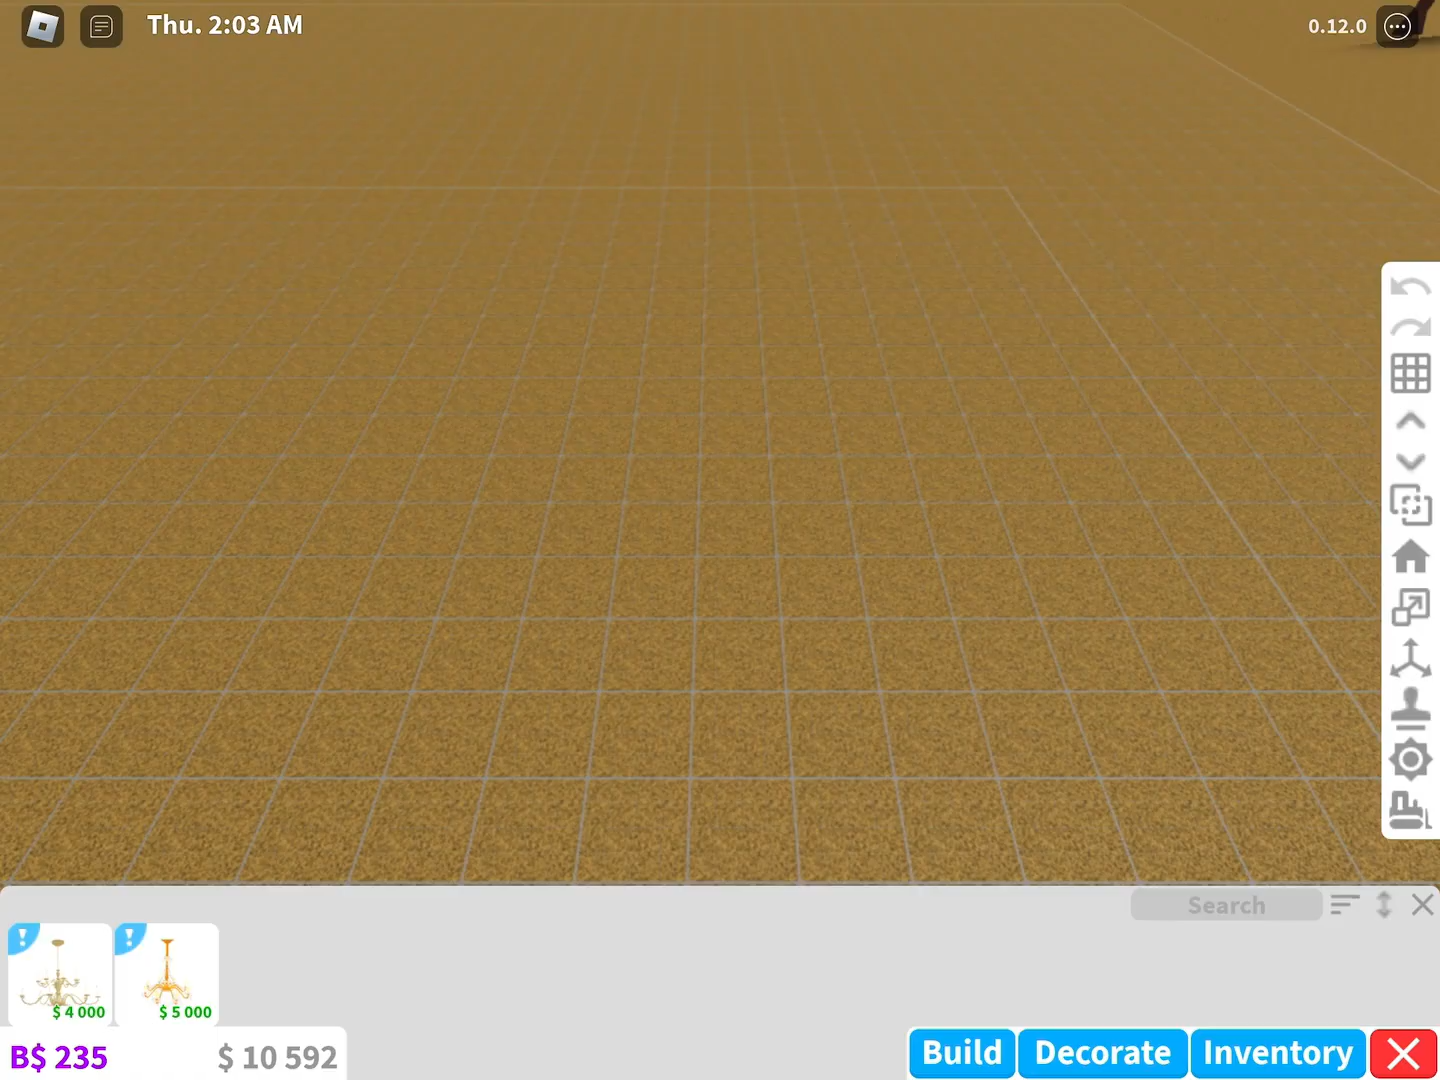 Thu. 2:03 AM
0.12.0
Search
! !
$ 4 000 $ 5 000
B$ 235 $ 10 592
Build Decorate Inventory